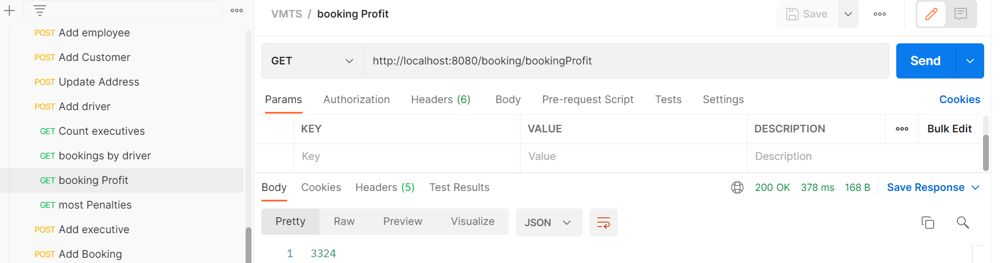 POST Add employee
POST Add Customer
POST Update Address
POST Add driver
GET Count executives
GET bookings by driver
GET booking Profit
GET most Penalties
POST Add executive
POST Add Booking
VMTS / booking Profit
Save
GET http://localhost:8080/booking/bookingProfit Send
Params Authorization Headers (6) Body Pre-request Script Tests Settings Cookies
KEY VALUE DESCRIPTION Bulk Edit
Key Value Description
Body Cookies Headers (5) Test Results 200 OK 378 ms 168 B Save Response
Pretty Raw Preview Visualize JSON
1 3324